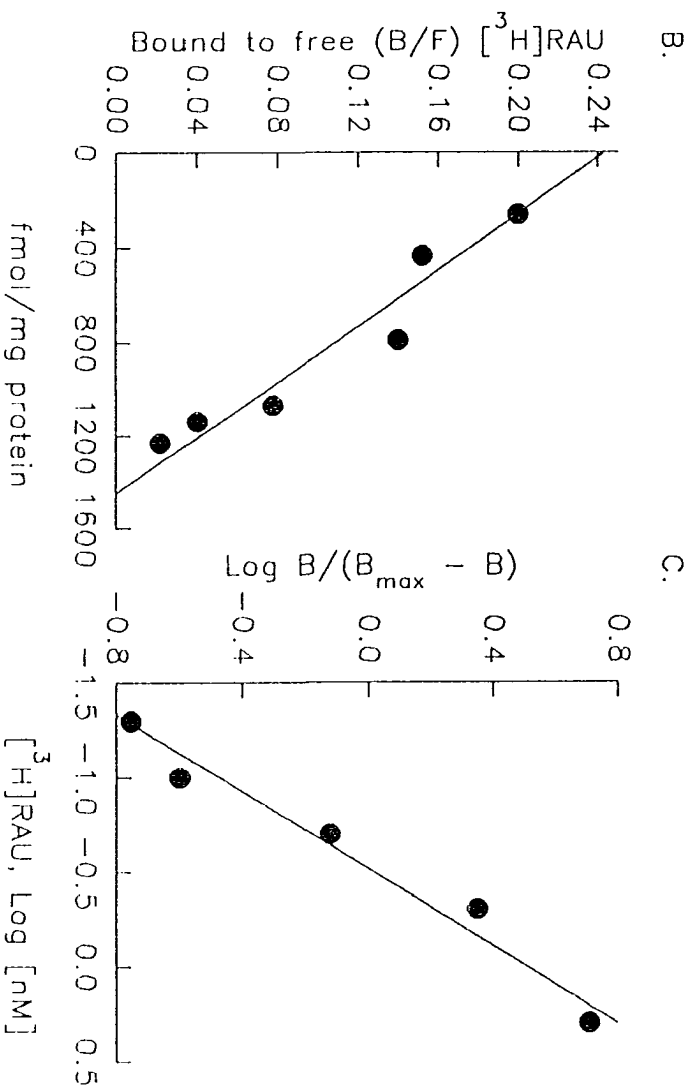 B.
Bound to free (B/F) [³H]RAU
0.24
0.20
0.16
0.12
0.08
0.04
0.00
0 400 800 1200 1600
fmol/mg protein
C.
Log B/(Bmax − B)
0.8
0.4
0.0
−0.4
−0.8
−1.5 −1.0 −0.5 0.0 0.5
[³H]RAU, Log [nM]